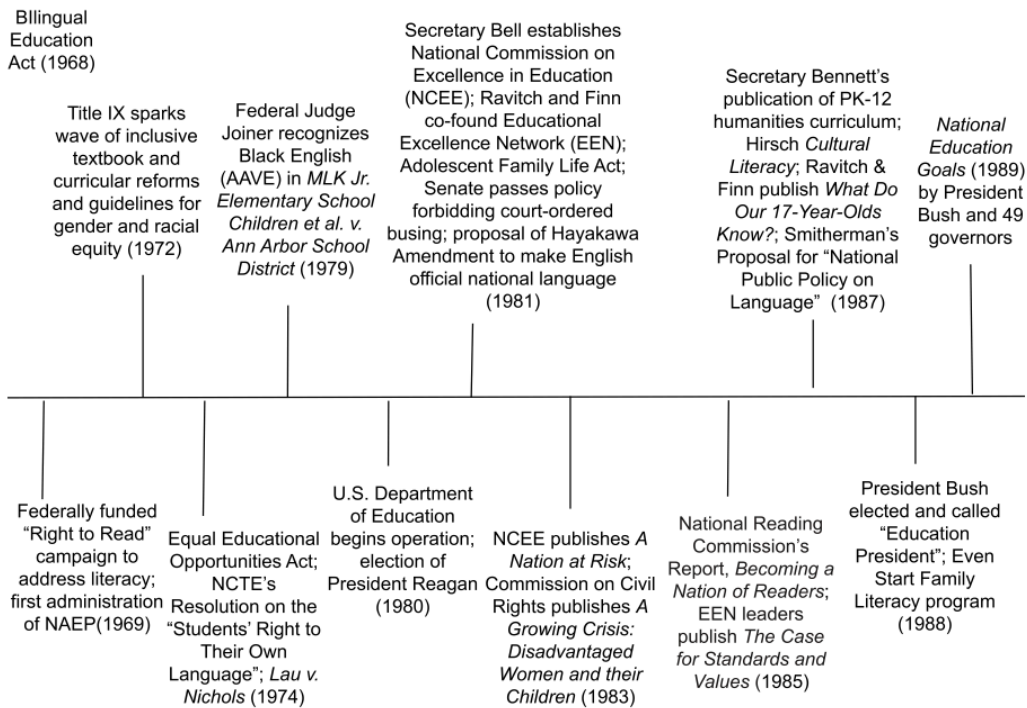 BIlingual
Education
Act (1968)
Title IX sparks
wave of inclusive
textbook and
curricular reforms
and guidelines for
gender and racial
equity (1972)
Federal Judge
Joiner recognizes
Black English
(AAVE) in MLK Jr.
Elementary School
Children et al. v.
Ann Arbor School
District (1979)
Secretary Bell establishes
National Commission on
Excellence in Education
(NCEE); Ravitch and Finn
co-found Educational
Excellence Network (EEN);
Adolescent Family Life Act;
Senate passes policy
forbidding court-ordered
busing; proposal of Hayakawa
Amendment to make English
official national language
(1981)
Secretary Bennett’s
publication of PK-12
humanities curriculum;
Hirsch Cultural
Literacy; Ravitch &
Finn publish What Do
Our 17-Year-Olds
Know?; Smitherman’s
Proposal for “National
Public Policy on
Language” (1987)
National
Education
Goals (1989)
by President
Bush and 49
governors
Federally funded
“Right to Read”
campaign to
address literacy;
first administration
of NAEP(1969)
Equal Educational
Opportunities Act;
NCTE’s
Resolution on the
“Students’ Right to
Their Own
Language”; Lau v.
Nichols (1974)
U.S. Department
of Education
begins operation;
election of
President Reagan
(1980)
NCEE publishes A
Nation at Risk;
Commission on Civil
Rights publishes A
Growing Crisis:
Disadvantaged
Women and their
Children (1983)
National Reading
Commission’s
Report, Becoming a
Nation of Readers;
EEN leaders
publish The Case
for Standards and
Values (1985)
President Bush
elected and called
“Education
President”; Even
Start Family
Literacy program
(1988)